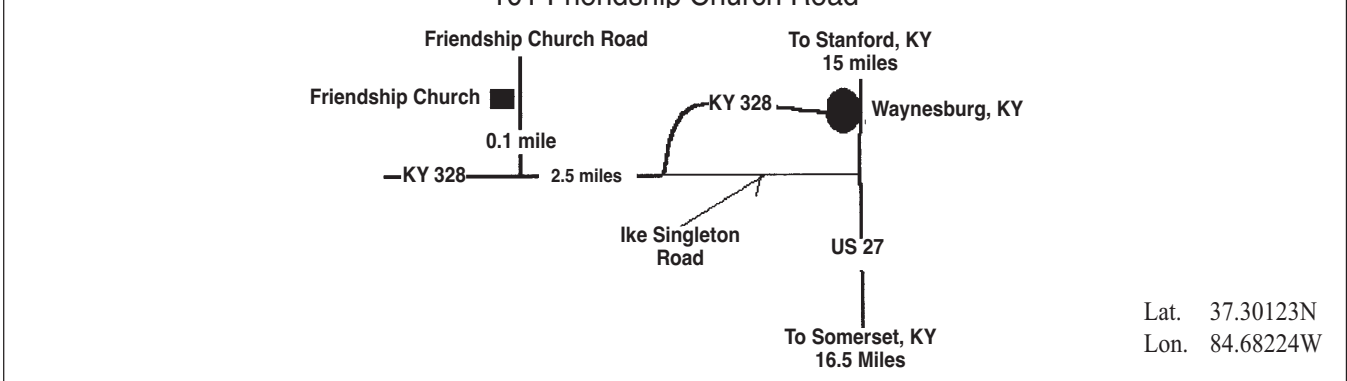 Friendship Church Road
To Stanford, KY
15 miles
Friendship Church
KY 328
Waynesburg, KY
0.1 mile
KY 328
2.5 miles
Ike Singleton
Road
US 27
To Somerset, KY
16.5 Miles
Lat. 37.30123N
Lon. 84.68224W